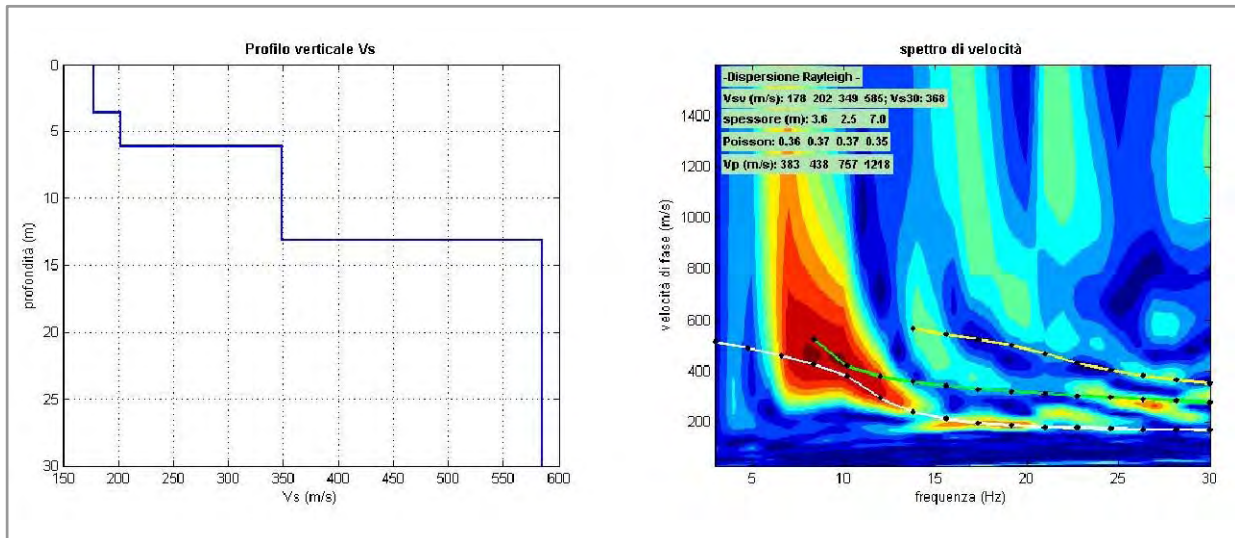 Profilo verticale Vs
0
5
10
15
20
25
30
profondità (m)
150 200 250 300 350 400 450 500 550 600
Vs (m/s)
spettro di velocità
-Dispersione Rayleigh -
Vsv (m/s): 178 202 349 585; Vs30: 368
spessore (m): 3.6 2.5 7.0
Poisson: 0.36 0.37 0.37 0.35
Vp (m/s): 383 438 757 1218
1400
1200
1000
800
600
400
200
velocità di fase (m/s)
5 10 15 20 25 30
frequenza (Hz)